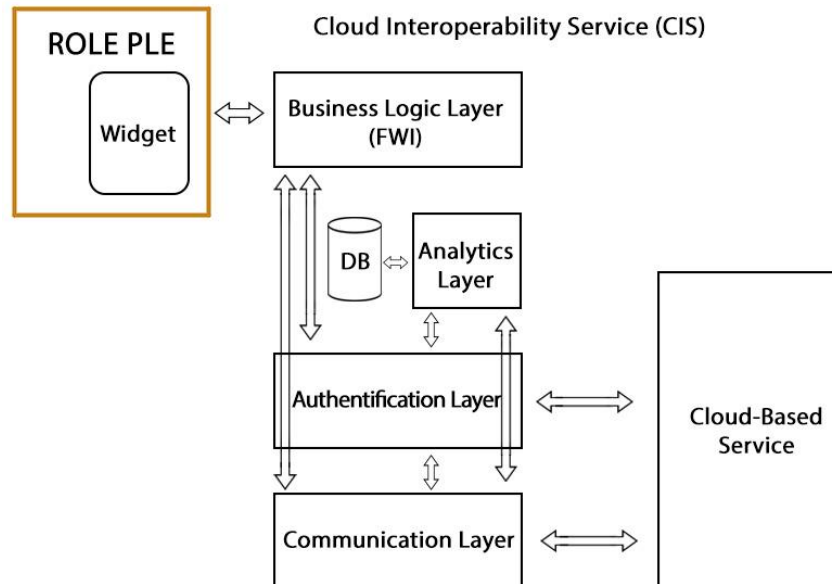 Cloud Interoperability Service (CIS)
ROLE PLE
Widget
Business Logic Layer
(FWI)
DB
Analytics
Layer
Authentification Layer
Cloud-Based
Service
Communication Layer